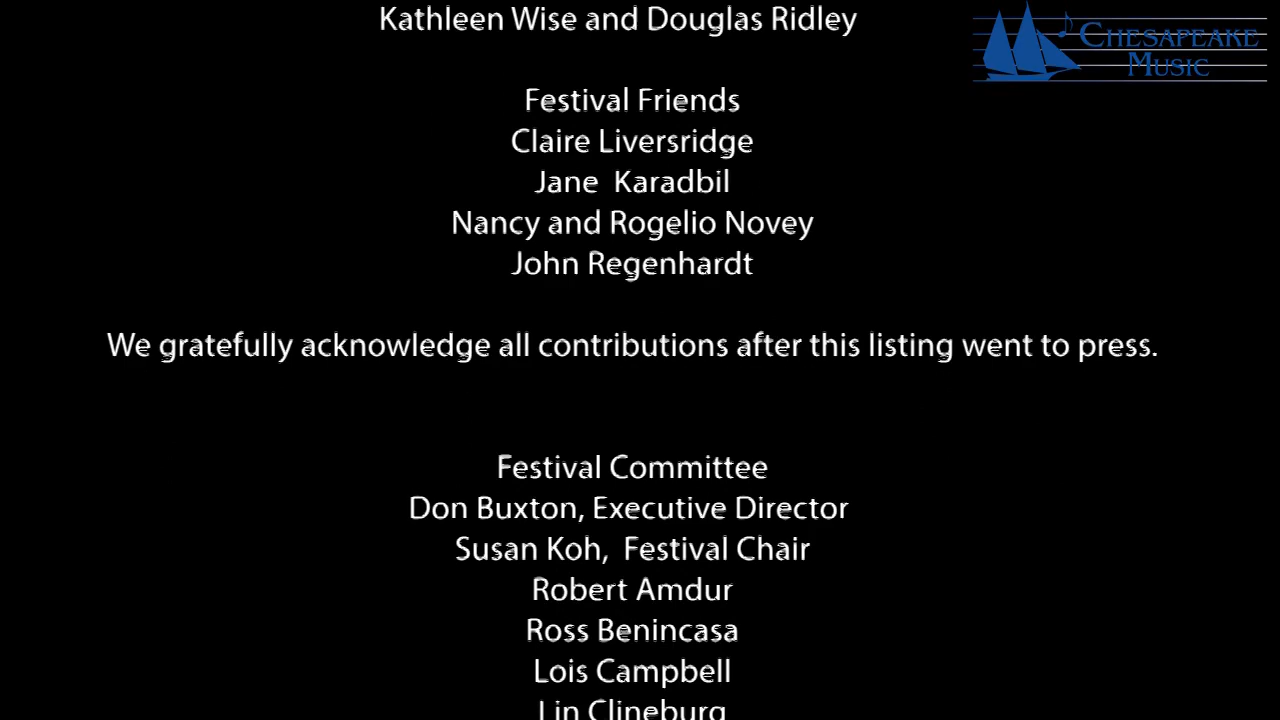 Kathleen Wise and Douglas Ridley
CHESAPEAKE
MUSIC
Festival Friends
Claire Liversridge
Jane  Karadbil
Nancy and Rogelio Novey
John Regenhardt
We gratefully acknowledge all contributions after this listing went to press.
Festival Committee
Don Buxton, Executive Director
Susan Koh,  Festival Chair
Robert Amdur
Ross Benincasa
Lois Campbell
Lin Clineburg